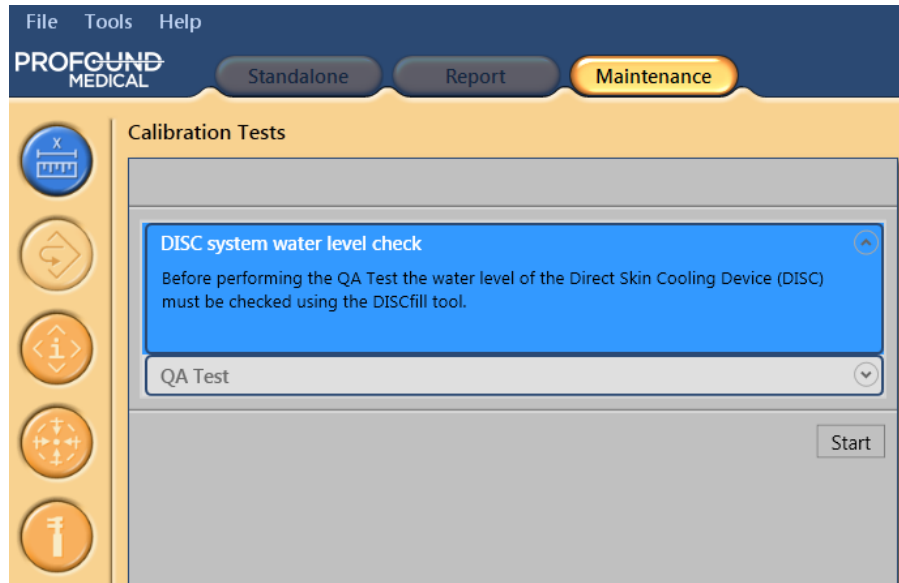 File Tools Help
PROFOUND
MEDICAL
Standalone Report Maintenance
Calibration Tests
X
DISC system water level check
Before performing the QA Test the water level of the Direct Skin Cooling Device (DISC)
must be checked using the DISCfill tool.
i
QA Test
Start